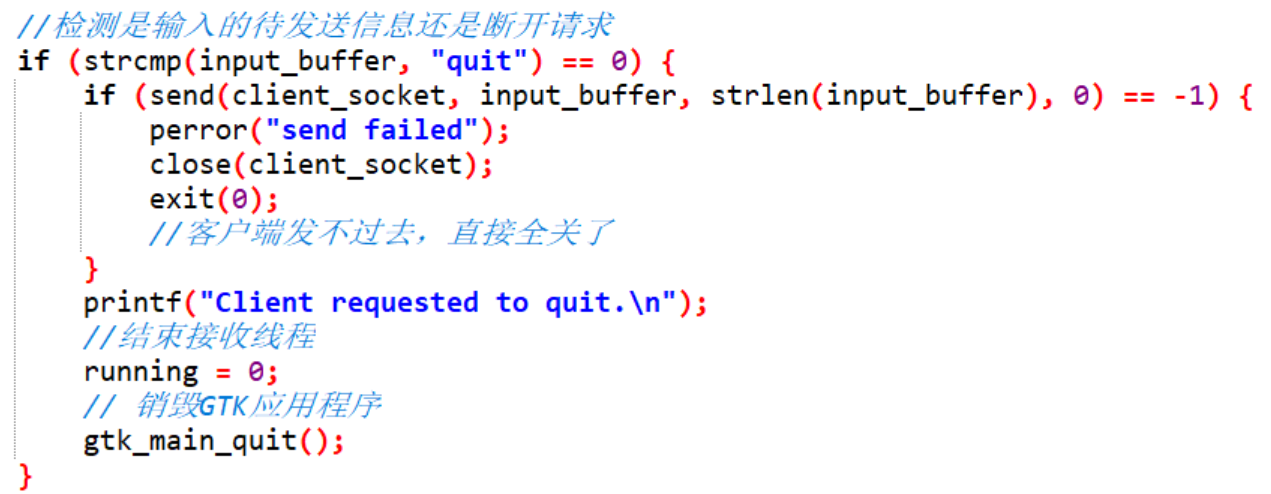 //检测是输入的待发送信息还是断开请求
if (strcmp(input_buffer, "quit") == 0) {
    if (send(client_socket, input_buffer, strlen(input_buffer), 0) == -1) {
        perror("send failed");
        close(client_socket);
        exit(0);
        //客户端发不过去，直接全关了
    }
    printf("Client requested to quit.\n");
    //结束接收线程
    running = 0;
    // 销毁GTK应用程序
    gtk_main_quit();
}